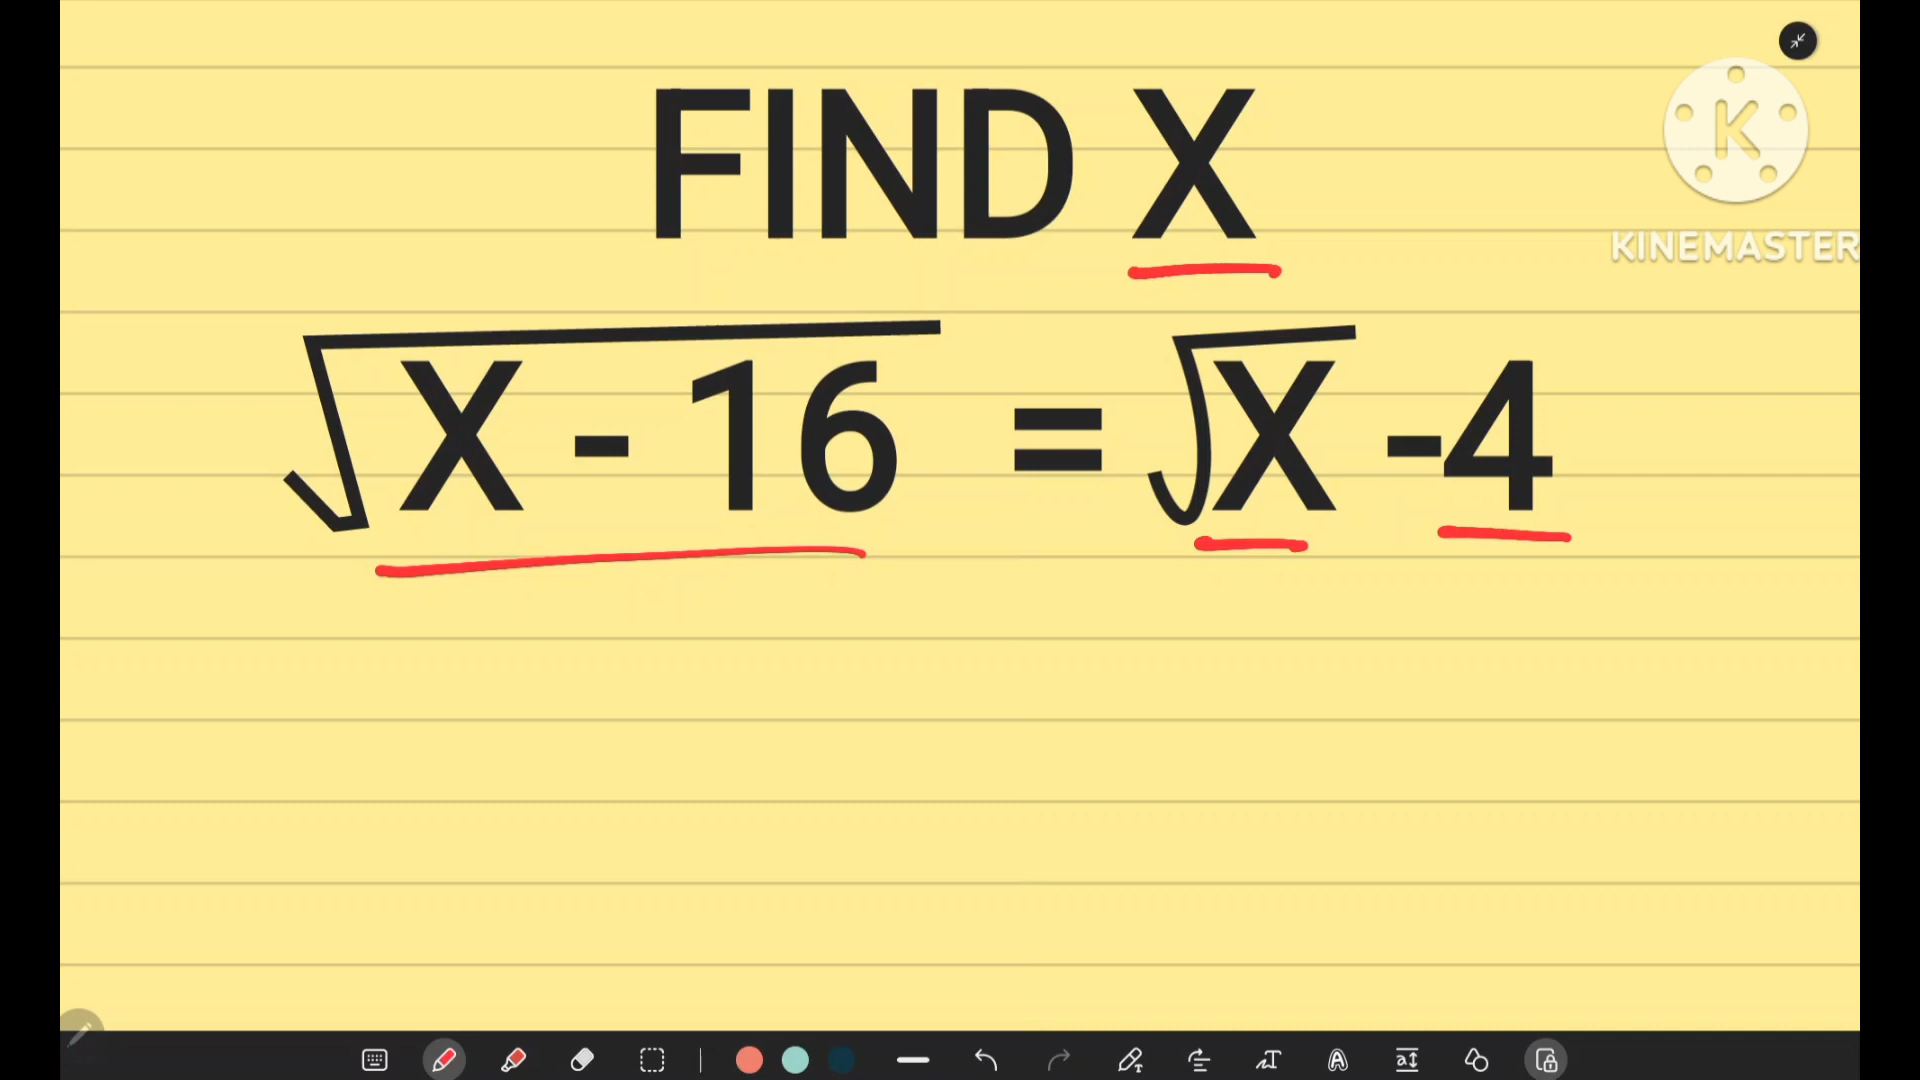 FIND X
KINEMASTER
√X - 16 = √X -4